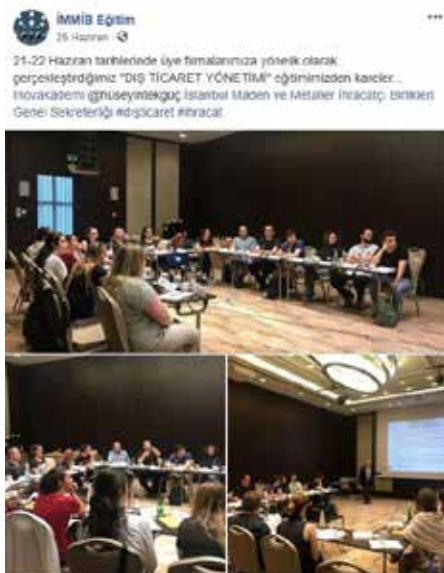 İMMİB Eğitim
26 Haziran
21-22 Haziran tarihlerinde üye firmalarımıza yönelik olarak
gerçekleştirdiğimiz "DIŞ TİCARET YÖNETİMİ" eğitimimizden kareler...
İnovakademi @hüseyintekgüç İstanbul Maden ve Metaller İhracatçı Birlikleri
Genel Sekreterliği #dışticaret #ihracat